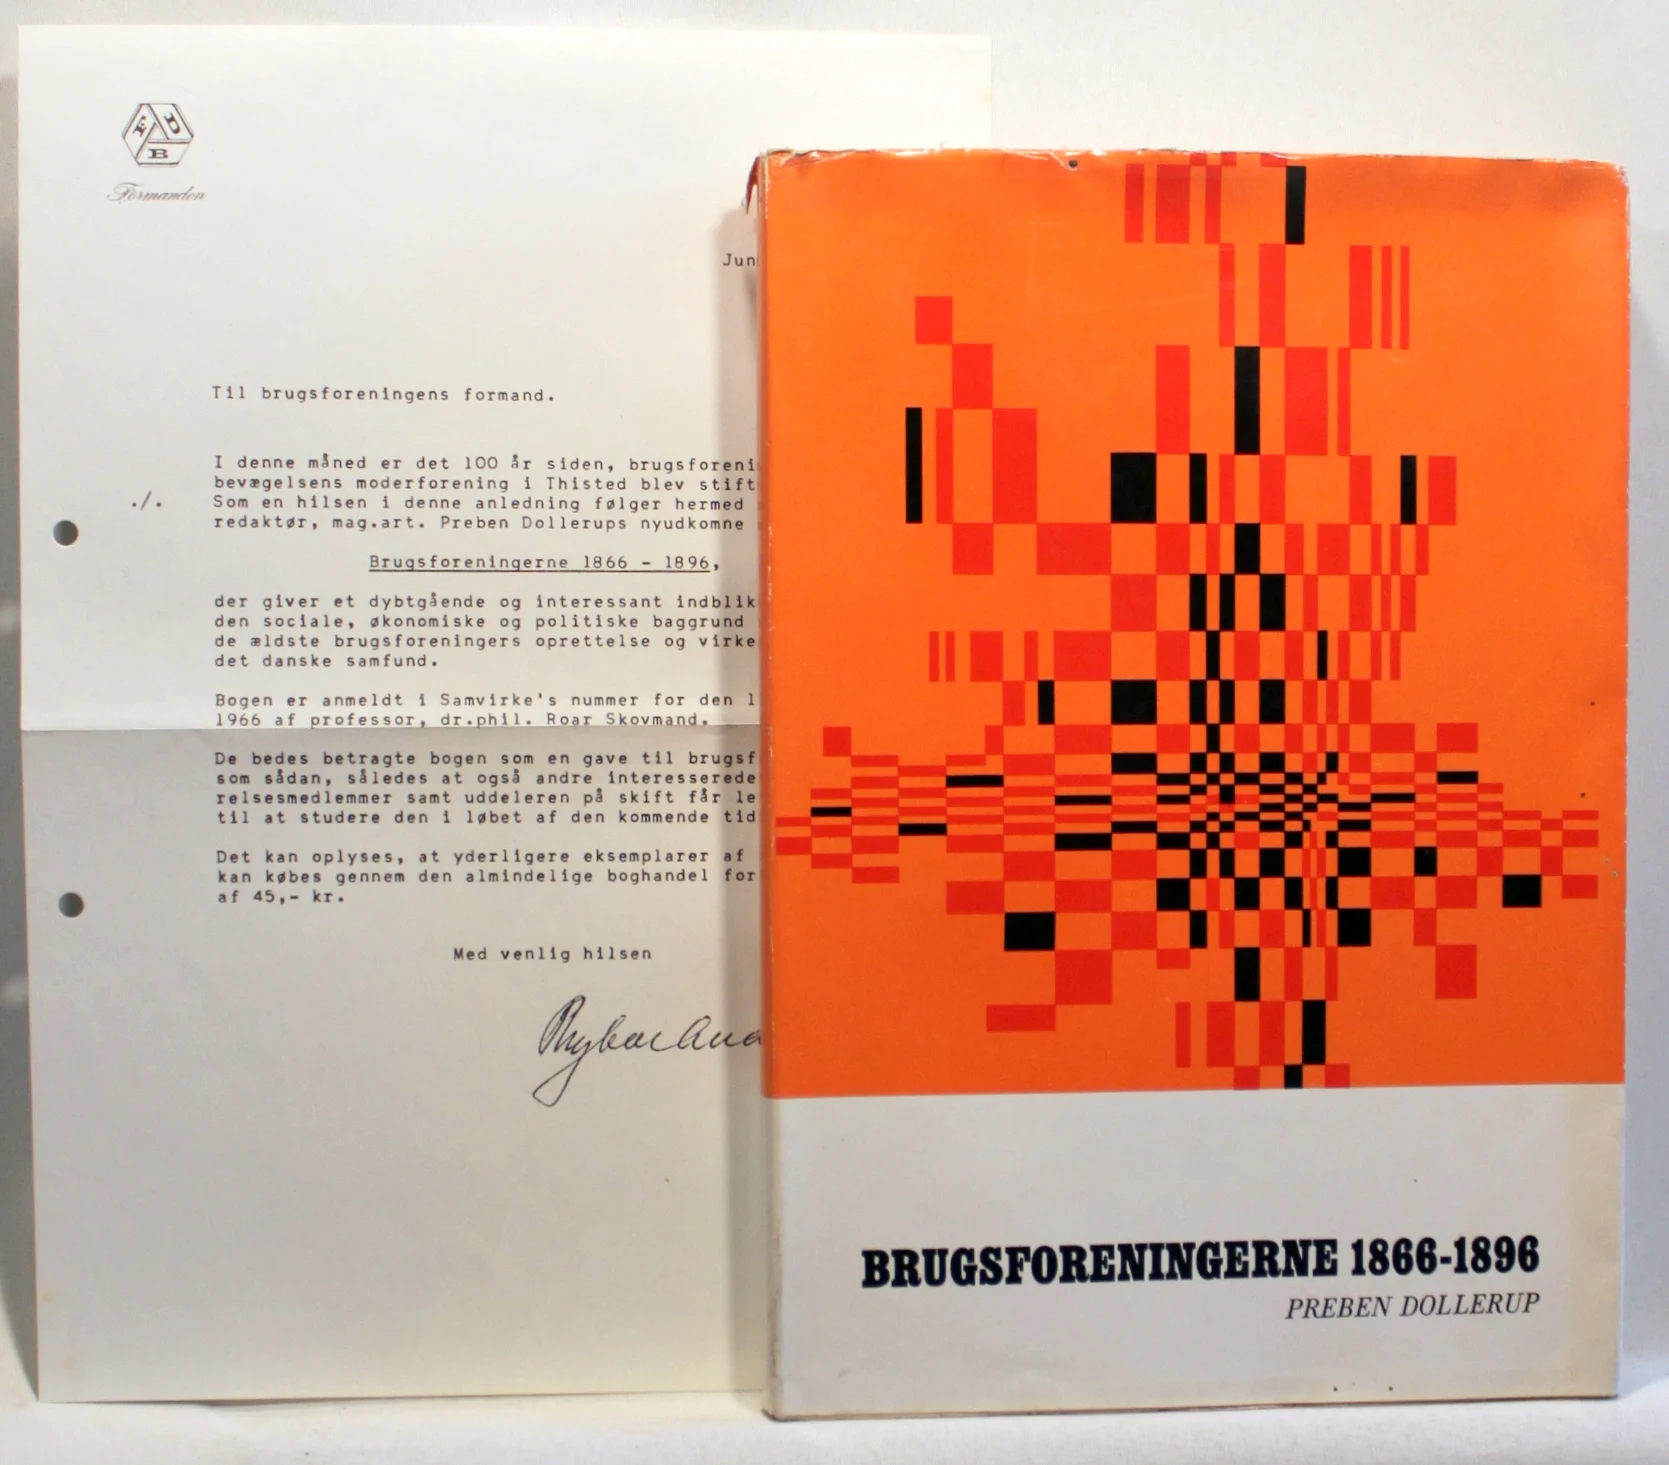 F D
B
Formanden
Jun
Til brugsforeningens formand.
I denne måned er det 100 år siden, brugsforeni
bevægelsens moderforening i Thisted blev stift
./. Som en hilsen i denne anledning følger hermed
redaktør, mag.art. Preben Dollerups nyudkomne
Brugsforeningerne 1866 - 1896,
der giver et dybtgående og interessant indblik
den sociale, økonomiske og politiske baggrund
de ældste brugsforeningers oprettelse og virke
det danske samfund.
Bogen er anmeldt i Samvirke's nummer for den 1
1966 af professor, dr.phil. Roar Skovmand.
De bedes betragte bogen som en gave til brugsf
som sådan, således at også andre interesserede
relsesmedlemmer samt uddeleren på skift får le
til at studere den i løbet af den kommende tid
Det kan oplyses, at yderligere eksemplarer af
kan købes gennem den almindelige boghandel for
af 45,- kr.
Med venlig hilsen
BRUGSFORENINGERNE 1866-1896
PREBEN DOLLERUP